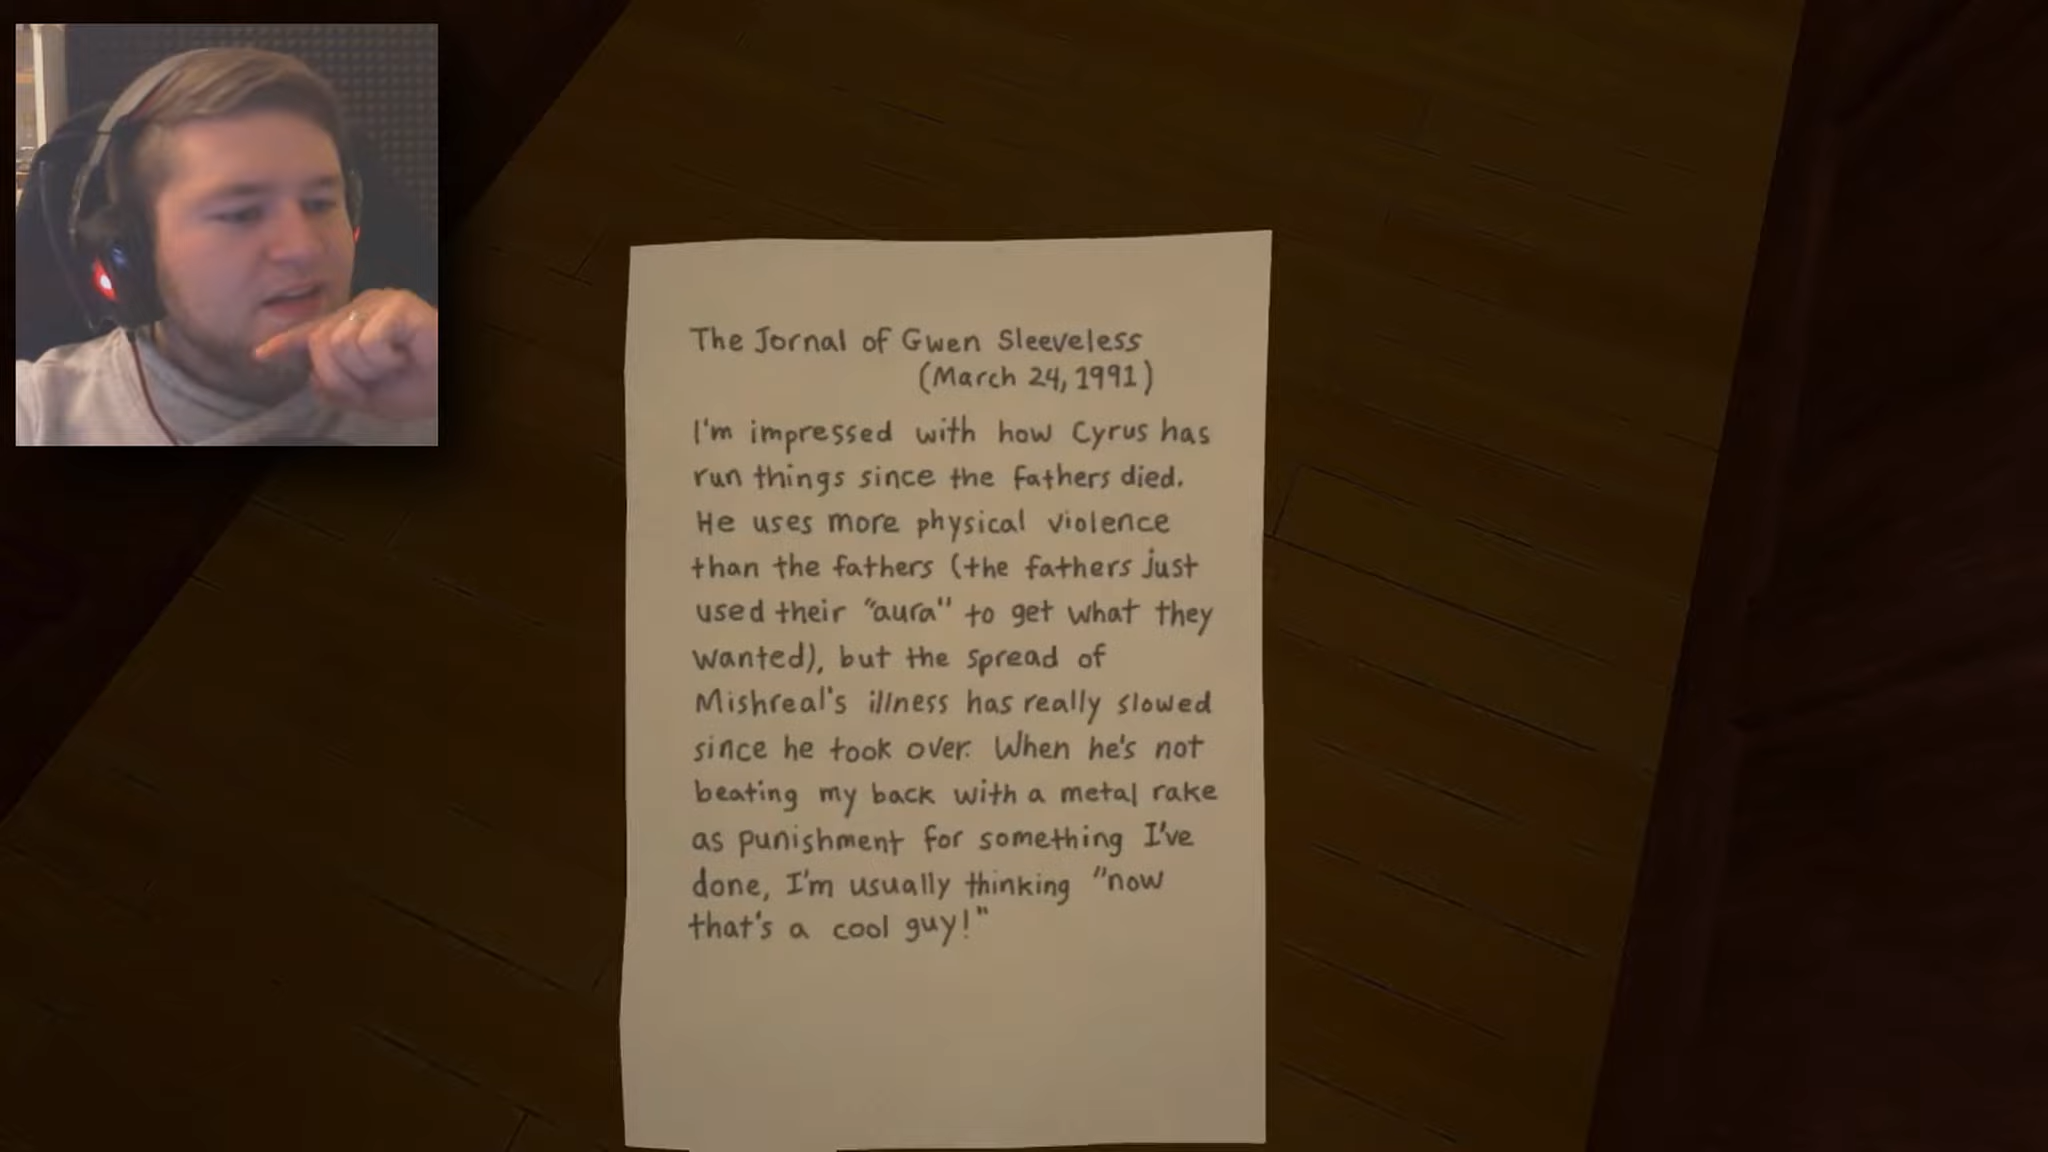 The Jornal of Gwen Sleeveless
(March 24, 1991)
I'm impressed with how Cyrus has
run things since the fathers died.
He uses more physical violence
than the fathers (the fathers just
used their "aura" to get what they
wanted), but the spread of
Mishreal's illness has really slowed
since he took over. When he's not
beating my back with a metal rake
as punishment for something I've
done, I'm usually thinking "now
that's a cool guy!"